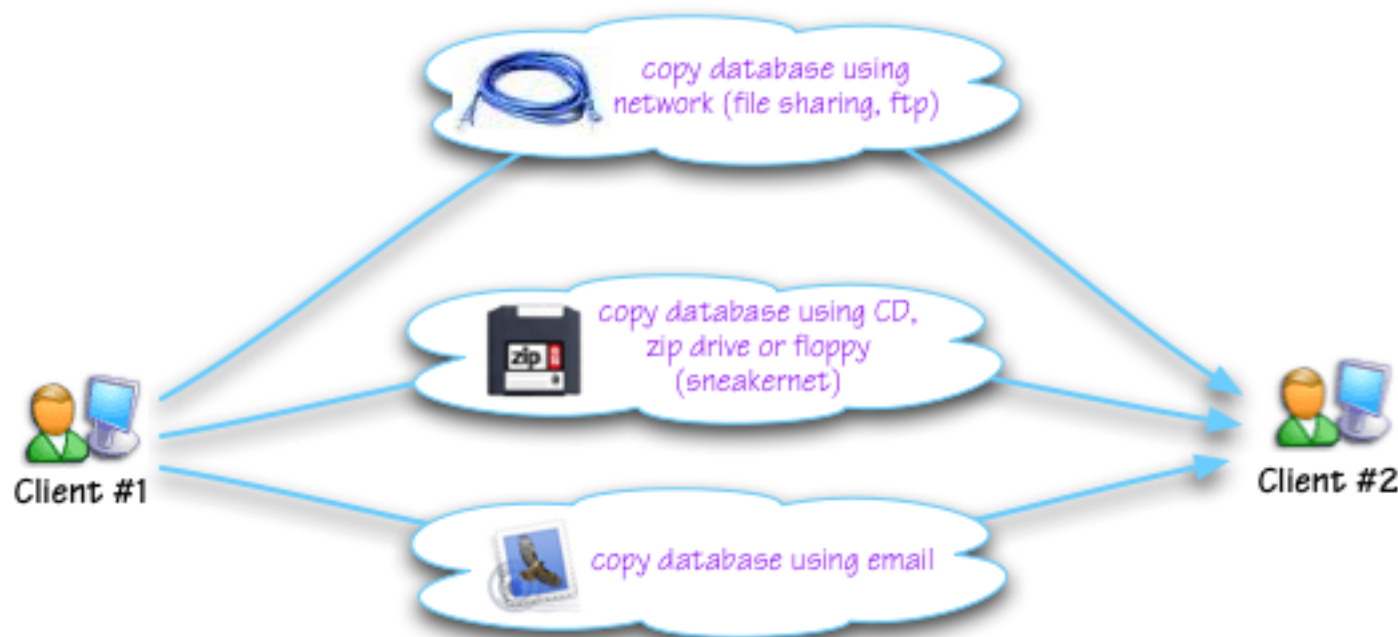 copy database using
network (file sharing, ftp)
copy database using CD,
zip drive or floppy
(sneakernet)
zip
Client #1
Client #2
copy database using email